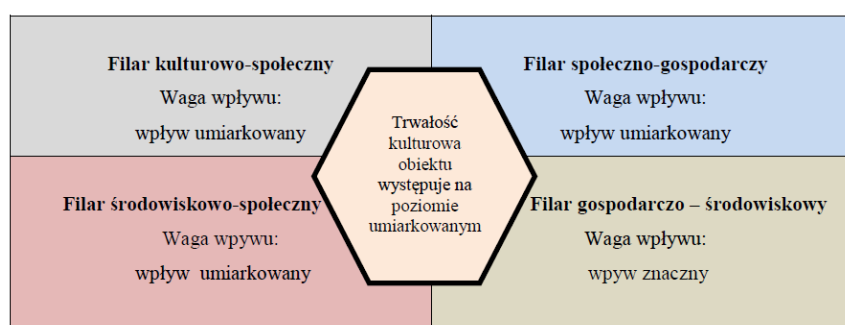 Filar kulturowo-społeczny
Waga wpływu:
wpływ umiarkowany
Filar społeczno-gospodarczy
Waga wpływu:
wpływ umiarkowany
Trwałość
kulturowa
obiektu
występuje na
poziomie
umiarkowanym
Filar środowiskowo-społeczny
Waga wpywu:
wpływ umiarkowany
Filar gospodarczo – środowiskowy
Waga wpływu:
wpyw znaczny